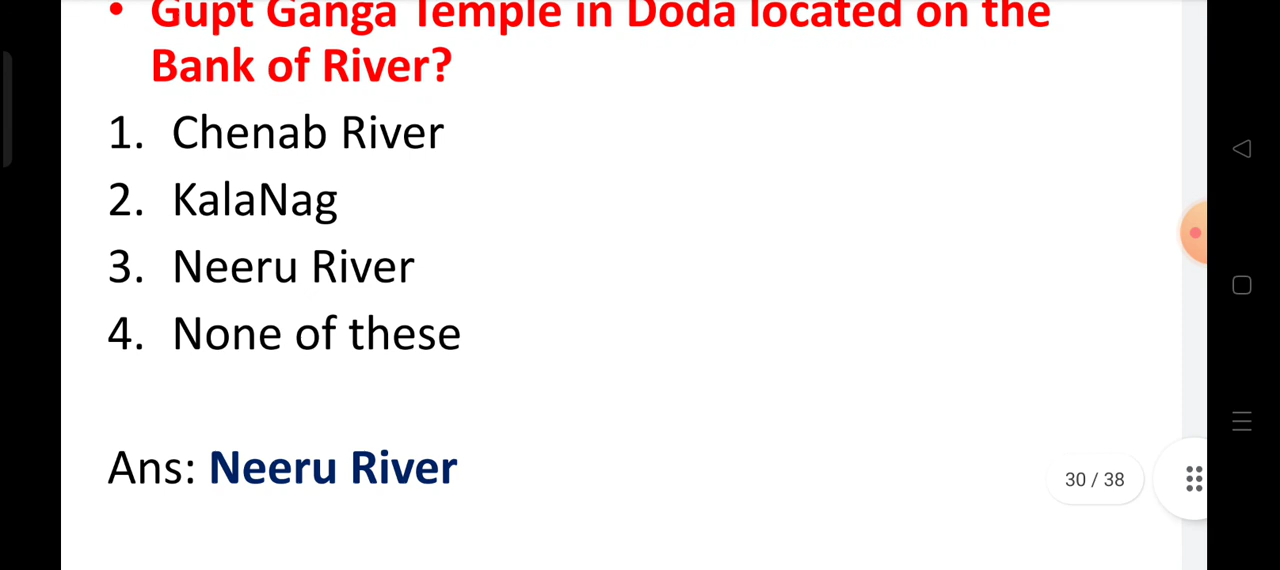 • Gupt Ganga Temple in Doda located on the
Bank of River?
1. Chenab River
2. KalaNag
3. Neeru River
4. None of these
Ans: Neeru River
30 / 38